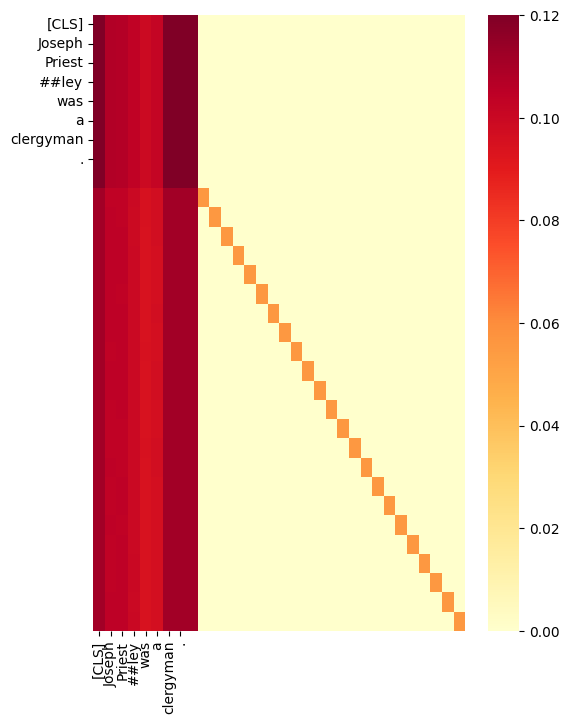 [CLS]
Joseph
Priest
##ley
was
a
clergyman
.
[CLS]
Joseph
Priest
##ley
was
a
clergyman
.
0.12
0.10
0.08
0.06
0.04
0.02
0.00